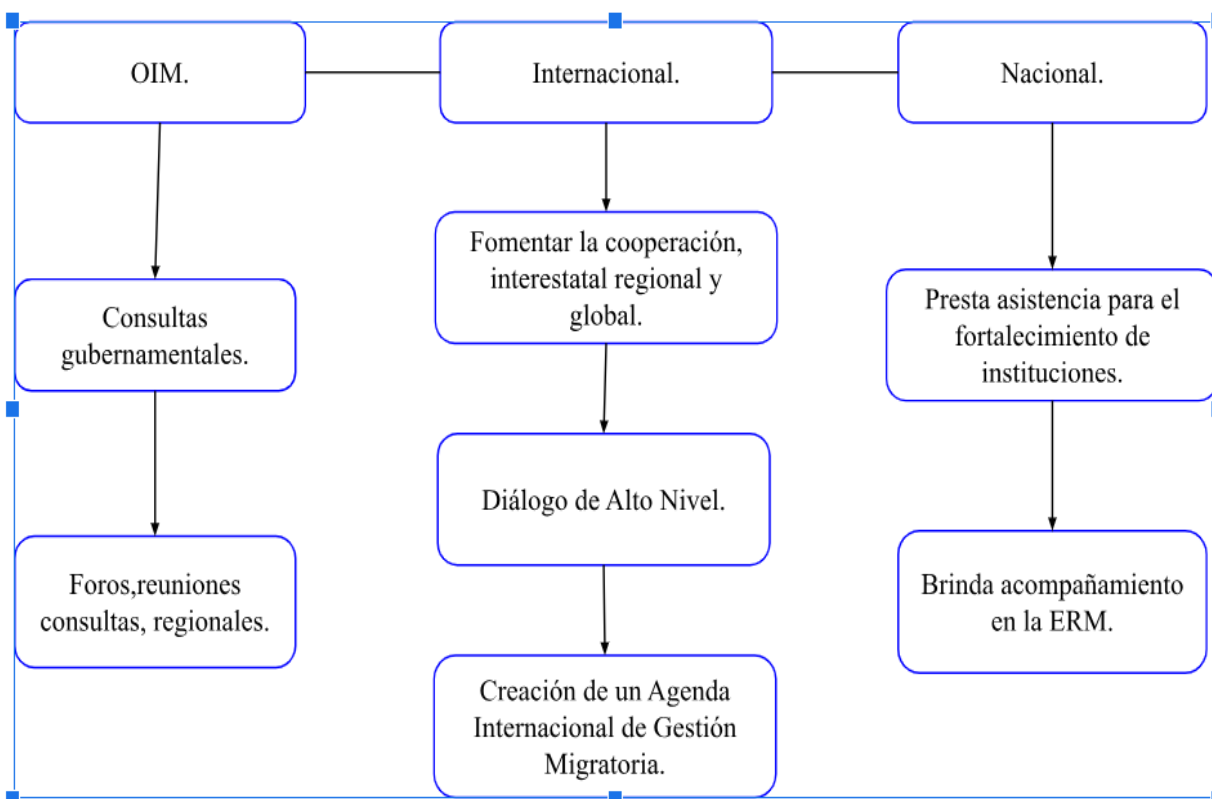 OIM.
Internacional.
Nacional.
Consultas
gubernamentales.
Foros,reuniones
consultas, regionales.
Fomentar la cooperación,
interestatal regional y
global.
Diálogo de Alto Nivel.
Creación de un Agenda
Internacional de Gestión
Migratoria.
Presta asistencia para el
fortalecimiento de
instituciones.
Brinda acompañamiento
en la ERM.